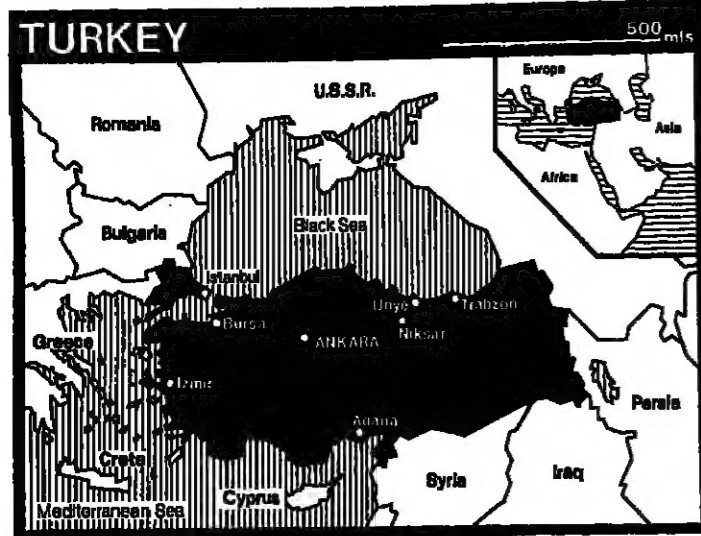 TURKEY
500 mls
Europe
U.S.S.R.
Romania
Asia
Africa
Bulgaria
Black Sea
Istanbul
Unye
Trabzon
Bursa
Niksar
Greece
ANKARA
Izmir
Persia
Adana
Creta
Syria
Iraq
Cyprus
Mediterranean Sea